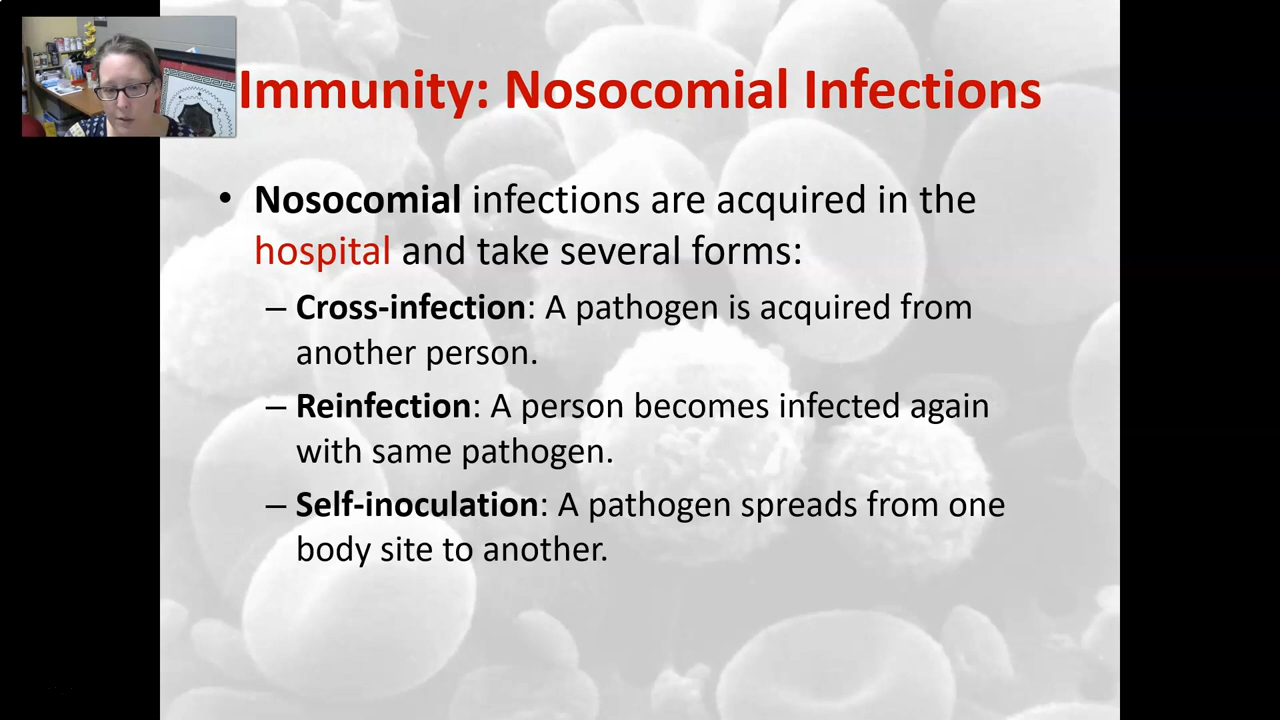 Immunity: Nosocomial Infections
• Nosocomial infections are acquired in the
hospital and take several forms:
– Cross-infection: A pathogen is acquired from
another person.
– Reinfection: A person becomes infected again
with same pathogen.
– Self-inoculation: A pathogen spreads from one
body site to another.